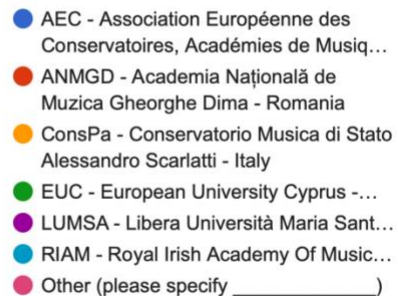 AEC - Association Européenne des
Conservatoires, Académies de Musiq…
ANMGD - Academia Națională de
Muzica Gheorghe Dima - Romania
ConsPa - Conservatorio Musica di Stato
Alessandro Scarlatti - Italy
EUC - European University Cyprus -…
LUMSA - Libera Università Maria Sant…
RIAM - Royal Irish Academy Of Music…
Other (please specify ______________)